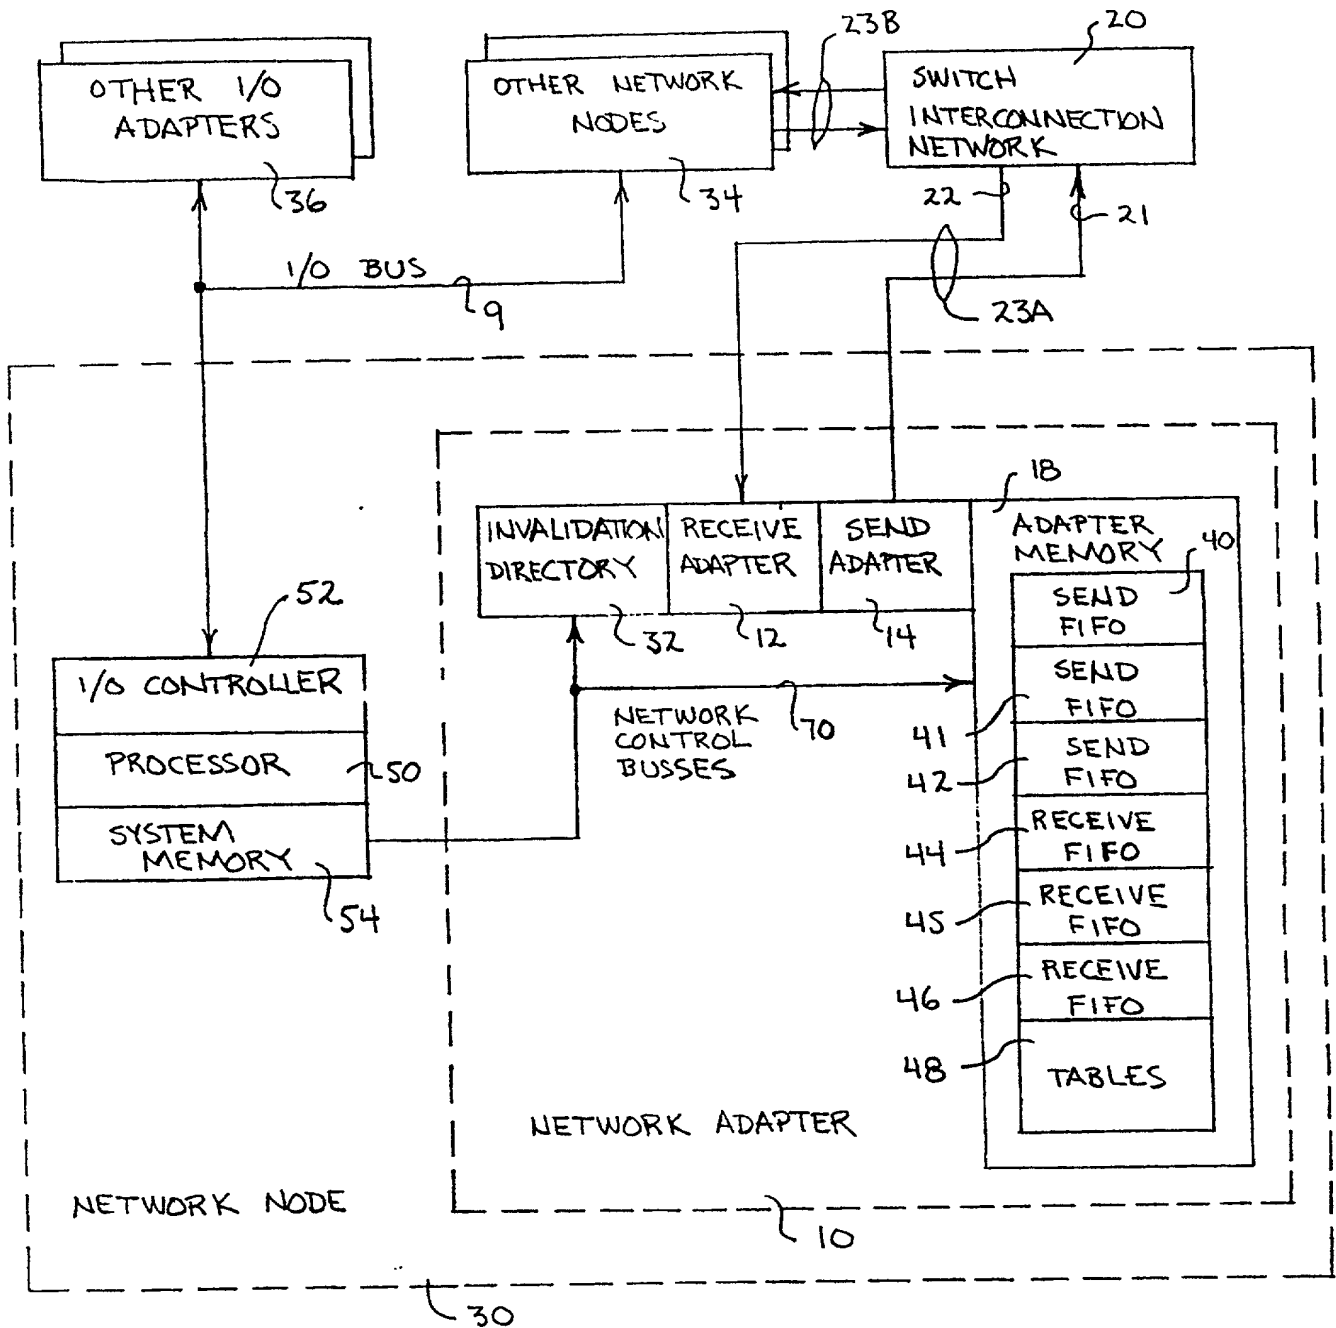 23B
20
OTHER I/O
ADAPTERS
36
OTHER NETWORK
NODES
34
SWITCH
INTERCONNECTION
NETWORK
22
21
I/O BUS
9
23A
18
INVALIDATION
DIRECTORY
32
RECEIVE
ADAPTER
12
SEND
ADAPTER
14
ADAPTER
MEMORY
40
SEND
FIFO
52
I/O CONTROLLER
PROCESSOR
50
SYSTEM
MEMORY
54
NETWORK
CONTROL
BUSSES
70
41
SEND
FIFO
42
SEND
FIFO
44
RECEIVE
FIFO
45
RECEIVE
FIFO
46
RECEIVE
FIFO
48
TABLES
NETWORK ADAPTER
10
NETWORK NODE
30